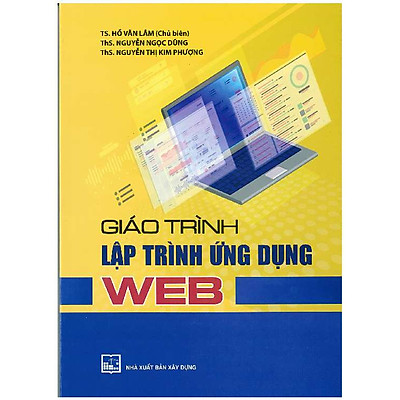 TS. HỒ VĂN LÂM (Chủ biên)
ThS. NGUYỄN NGỌC DŨNG
ThS. NGUYỄN THỊ KIM PHƯỢNG
GIÁO TRÌNH
LẬP TRÌNH ỨNG DỤNG
WEB
NHÀ XUẤT BẢN XÂY DỰNG